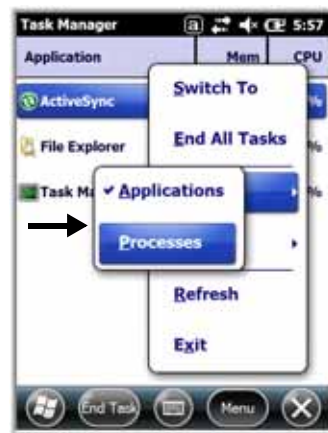 Task Manager 5:57
Application Mem CPU
ActiveSync %
File Explorer %
Task Ma %
Switch To
End All Tasks
Applications
Processes
Refresh
Exit
End Task Menu